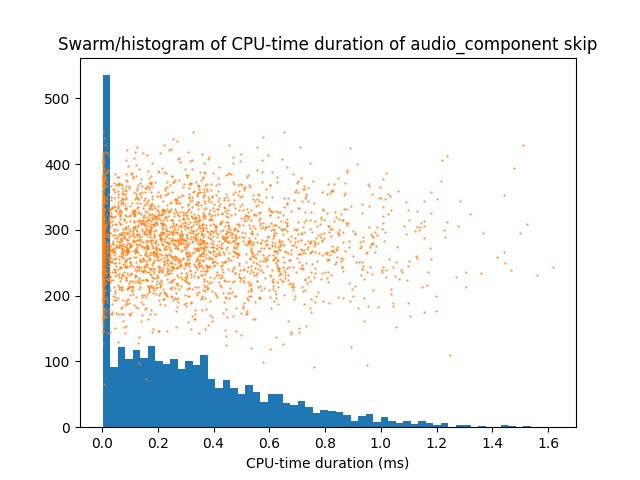 Swarm/histogram of CPU-time duration of audio_component skip
500
400
300
200
100
0
0.0 0.2 0.4 0.6 0.8 1.0 1.2 1.4 1.6
CPU-time duration (ms)